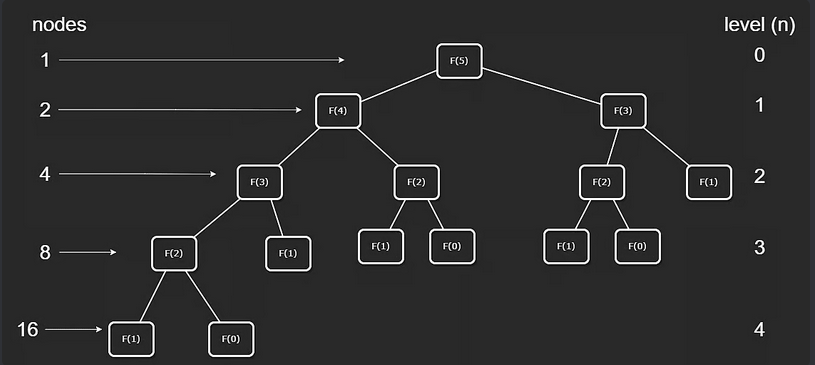 nodes level (n)
1 F(5) 0
2 F(4) F(3) 1
4 F(3) F(2) F(2) F(1) 2
8 F(2) F(1) F(1) F(0) F(1) F(0) 3
16 F(1) F(0) 4